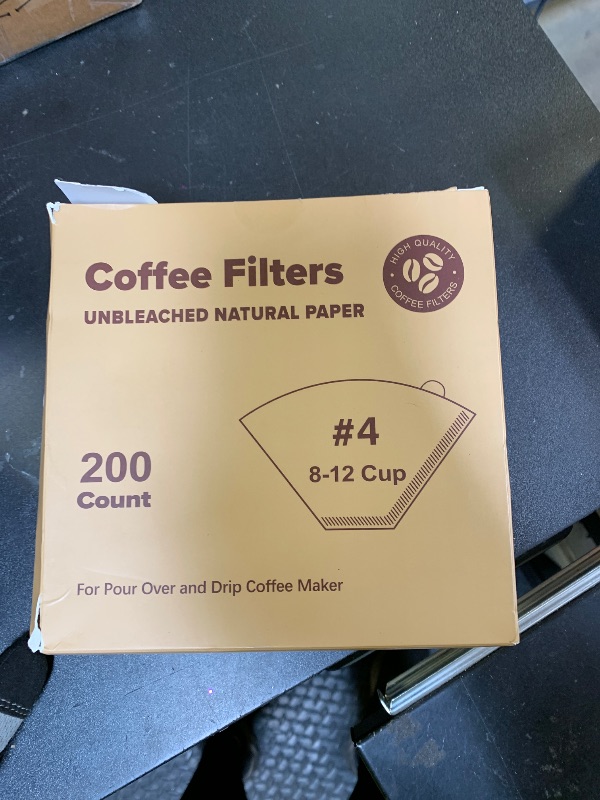 Coffee Filters
UNBLEACHED NATURAL PAPER
HIGH QUALITY
COFFEE FILTERS
#4
8-12 Cup
200
Count
For Pour Over and Drip Coffee Maker